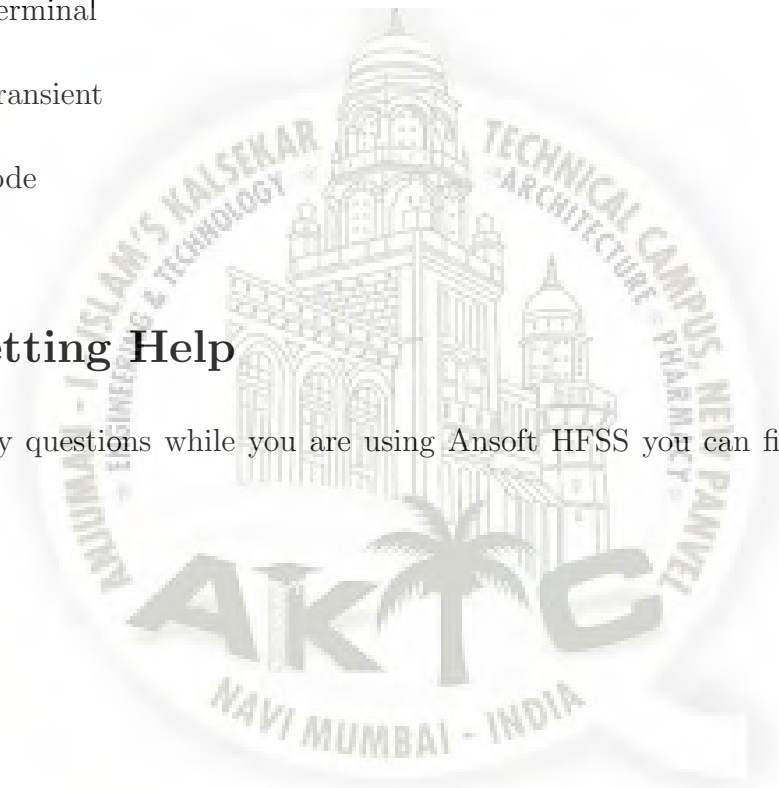 erminal
ransient
ode
etting Help
y questions while you are using Ansoft HFSS you can fi
ANJUMAN - I - ISLAM'S KALSEKAR TECHNICAL CAMPUS, NEW PANVEL
ENGINEERING & TECHNOLOGY - ARCHITECTURE - PHARMACY -
AKTC
NAVI MUMBAI - INDIA